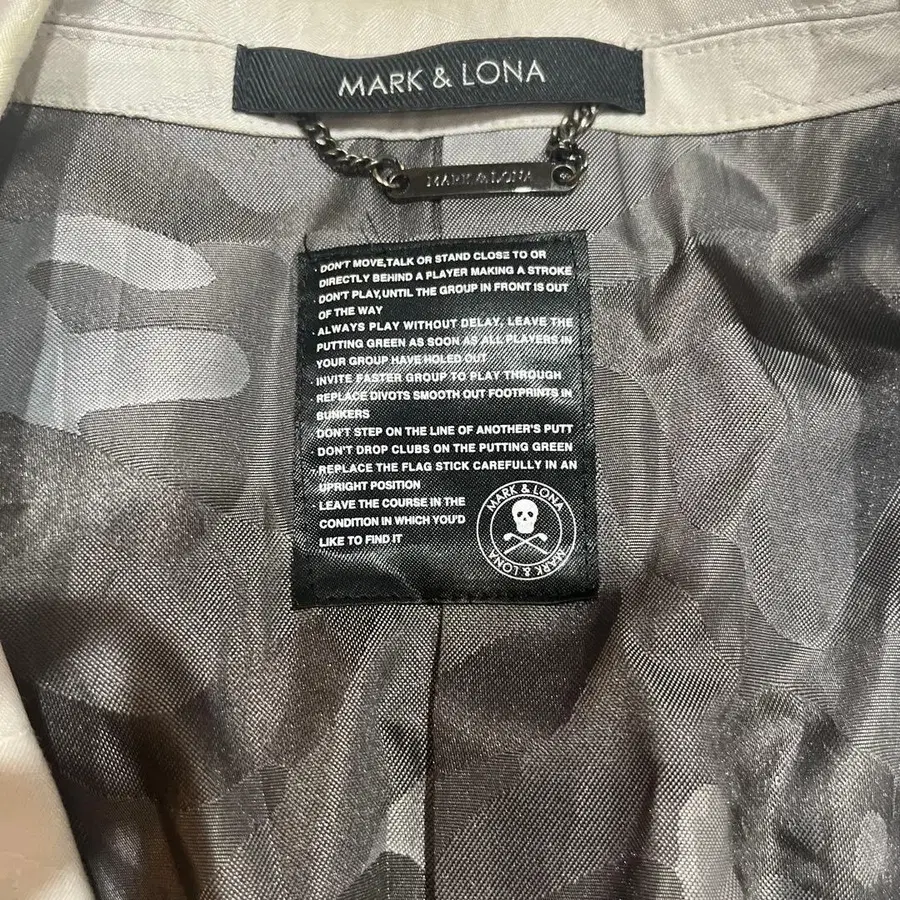 MARK & LONA
MARK & LONA
· DON'T MOVE,TALK OR STAND CLOSE TO OR
DIRECTLY BEHIND A PLAYER MAKING A STROKE
· DON'T PLAY,UNTIL THE GROUP IN FRONT IS OUT
OF THE WAY
· ALWAYS PLAY WITHOUT DELAY, LEAVE THE
PUTTING GREEN AS SOON AS ALL PLAYERS IN
YOUR GROUP HAVE HOLED OUT
· INVITE FASTER GROUP TO PLAY THROUGH
· REPLACE DIVOTS SMOOTH OUT FOOTPRINTS IN
BUNKERS
· DON'T STEP ON THE LINE OF ANOTHER'S PUTT
· DON'T DROP CLUBS ON THE PUTTING GREEN
· REPLACE THE FLAG STICK CAREFULLY IN AN
UPRIGHT POSITION
· LEAVE THE COURSE IN THE
CONDITION IN WHICH YOU'D
LIKE TO FIND IT
MARK & LONA
MARK & LONA